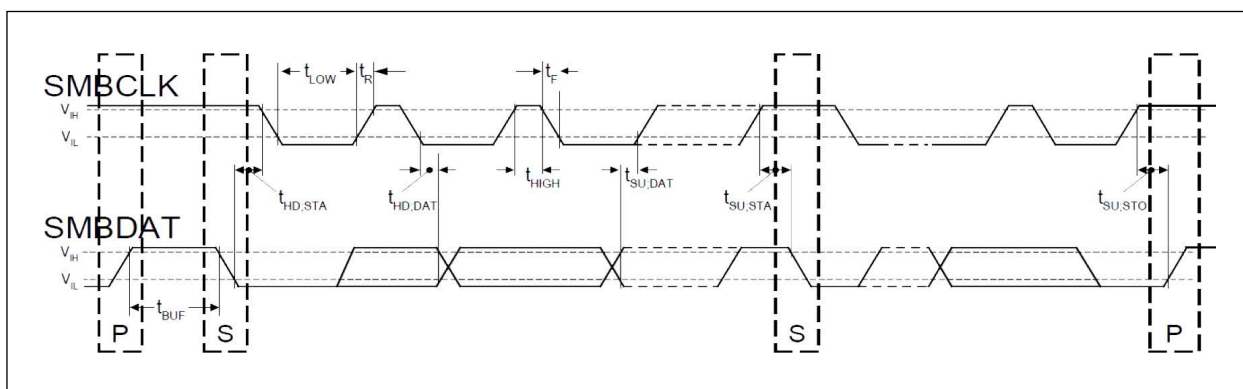 SMBCLK
tLOW tR tF
VIH
VIL
tHD;STA tHD;DAT tHIGH tSU;DAT tSU;STA tSU;STO
SMBDAT
VIH
VIL
tBUF
P S S P